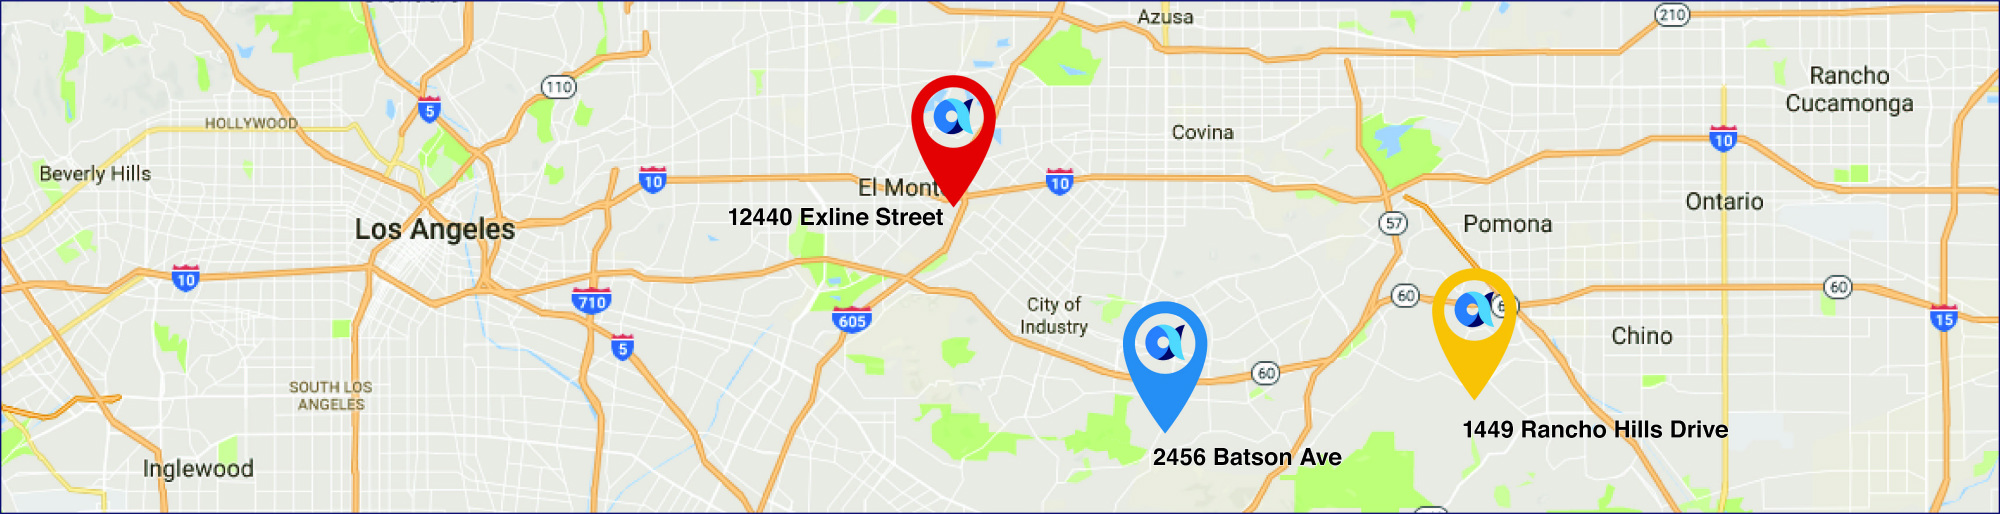 Azusa
210
Rancho
Cucamonga
110
5
HOLLYWOOD
Covina
10
Beverly Hills
10
El Monte
10
12440 Exline Street
Ontario
Los Angeles
57
Pomona
10
710
60
60
605
City of
Industry
15
5
Chino
60
SOUTH LOS
ANGELES
1449 Rancho Hills Drive
2456 Batson Ave
Inglewood